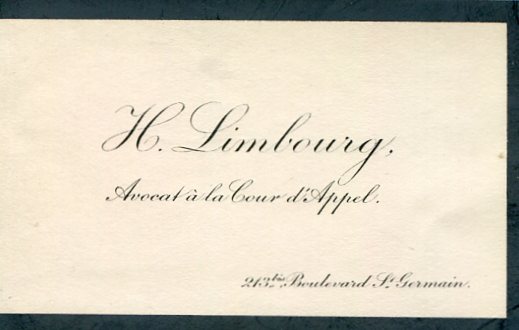 H. Limbourg,
Avocat à la Cour d'Appel.
213bis, Boulevard St. Germain.